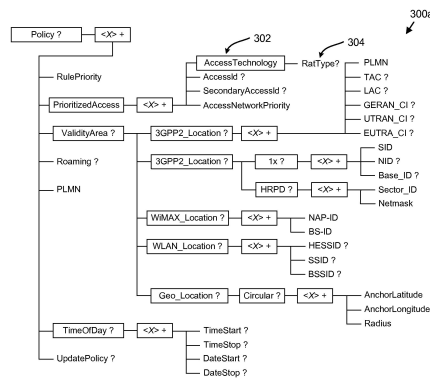 300a
Policy ? <X> +
302 304
AccessTechnology RatType? PLMN
RulePriority AccessId ? TAC ?
PrioritizedAccess <X> + SecondaryAccessId ? LAC ?
AccessNetworkPriority GERAN_CI ?
UTRAN_CI ?
ValidityArea ? 3GPP2_Location ? <X> + EUTRA_CI ?
SID
Roaming ? 3GPP2_Location ? 1x ? <X> + NID ?
Base_ID ?
PLMN HRPD ? <X> + Sector_ID
Netmask
WiMAX_Location ? <X> + NAP-ID
BS-ID
WLAN_Location ? <X> + HESSID ?
SSID ?
BSSID ?
Geo_Location ? Circular ? <X> + AnchorLatitude
AnchorLongitude
Radius
TimeOfDay ? <X> + TimeStart ?
TimeStop ?
UpdatePolicy ? DateStart ?
DateStop ?